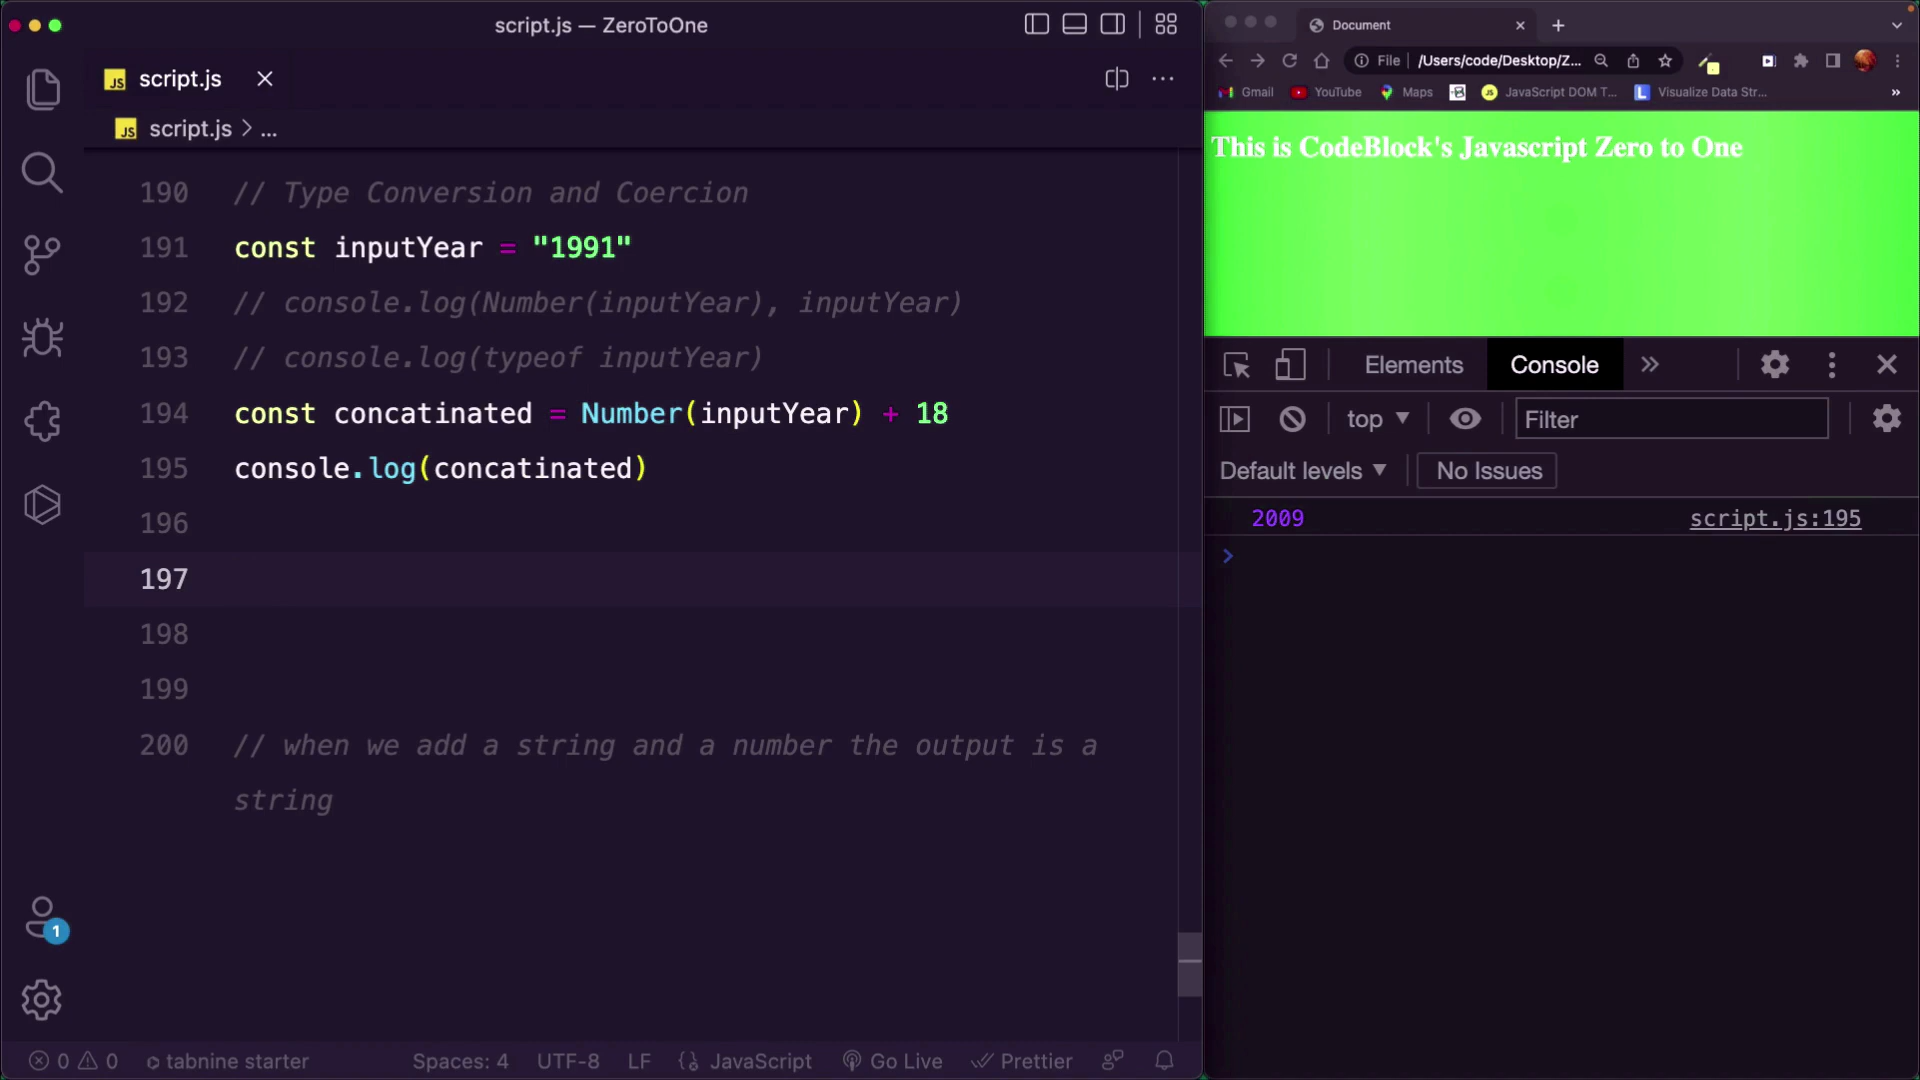 script.js — ZeroToOne
JS script.js
JS script.js > ...
190 // Type Conversion and Coercion
191 const inputYear = "1991"
192 // console.log(Number(inputYear), inputYear)
193 // console.log(typeof inputYear)
194 const concatinated = Number(inputYear) + 18
195 console.log(concatinated)
196
197
198
199
200 // when we add a string and a number the output is a
string
1
0 0 tabnine starter Spaces: 4 UTF-8 LF {} JavaScript Go Live Prettier
Document
File /Users/code/Desktop/Z...
Gmail YouTube Maps B JS JavaScript DOM T... L Visualize Data Str... »
This is CodeBlock's Javascript Zero to One
Elements Console »
top Filter
Default levels No Issues
2009 script.js:195
>